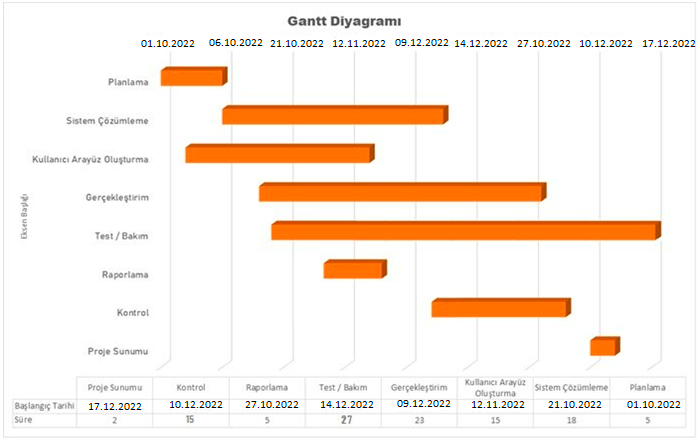 Gantt Diyagramı
01.10.2022 06.10.2022 21.10.2022 12.11.2022 09.12.2022 14.12.2022 27.10.2022 10.12.2022 17.12.2022
Planlama
Sistem Çözümleme
Kullanıcı Arayüz Oluşturma
Gerçekleştirim
Test / Bakım
Raporlama
Kontrol
Proje Sunumu
Eksen Başlığı
Proje Sunumu Kontrol Raporlama Test / Bakım Gerçekleştirim Kullanıcı Arayüz Oluşturma Sistem Çözümleme Planlama
Başlangıç Tarihi 17.12.2022 10.12.2022 27.10.2022 14.12.2022 09.12.2022 12.11.2022 21.10.2022 01.10.2022
Süre 2 15 5 27 23 15 18 5